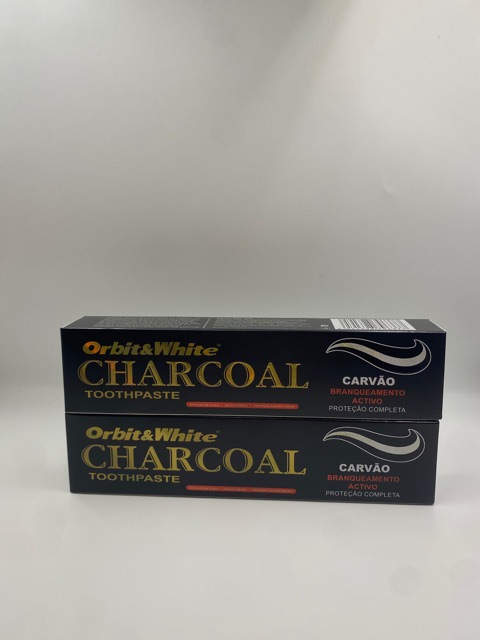 Orbit&White®
CHARCOAL
TOOTHPASTE
CARVÃO
BRANQUEAMENTO
ACTIVO
PROTEÇÃO COMPLETA
Orbit&White®
CHARCOAL
TOOTHPASTE
CARVÃO
BRANQUEAMENTO
ACTIVO
PROTEÇÃO COMPLETA